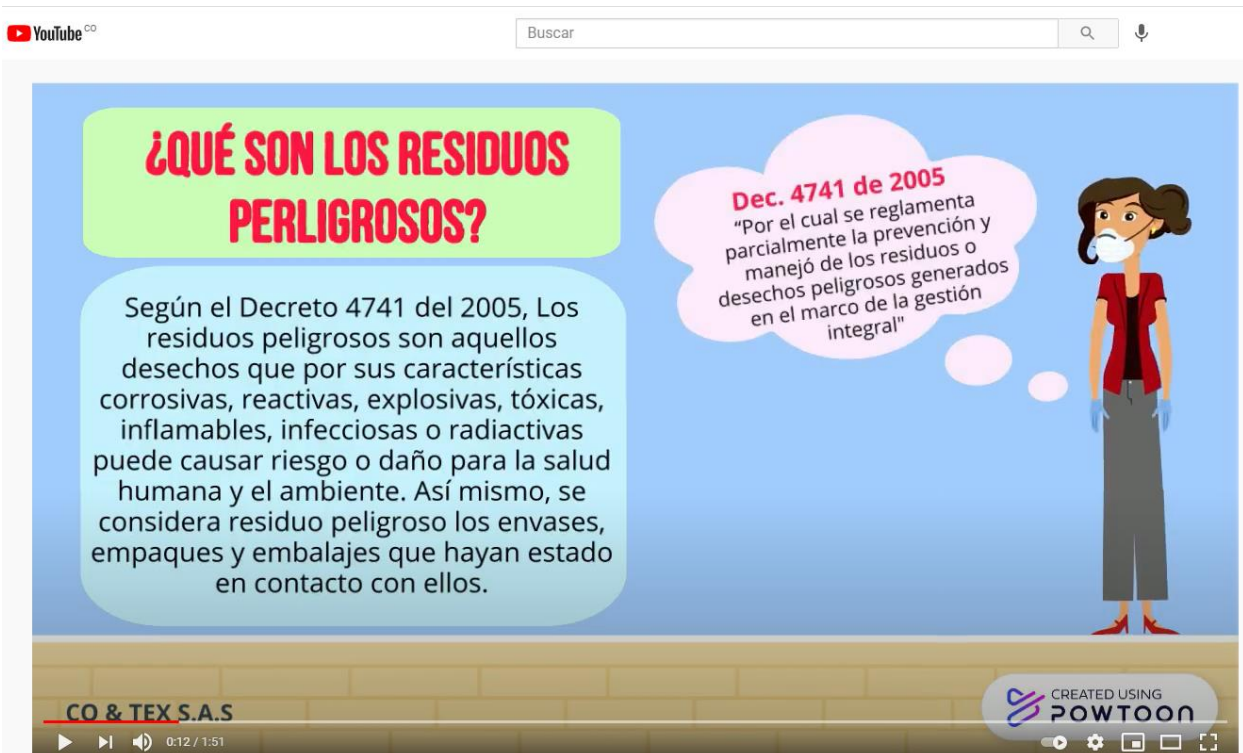 YouTube CO
Buscar
¿QUÉ SON LOS RESIDUOS
PERLIGROSOS?
Según el Decreto 4741 del 2005, Los
residuos peligrosos son aquellos
desechos que por sus características
corrosivas, reactivas, explosivas, tóxicas,
inflamables, infecciosas o radiactivas
puede causar riesgo o daño para la salud
humana y el ambiente. Así mismo, se
considera residuo peligroso los envases,
empaques y embalajes que hayan estado
en contacto con ellos.
Dec. 4741 de 2005
“Por el cual se reglamenta
parcialmente la prevención y
manejó de los residuos o
desechos peligrosos generados
en el marco de la gestión
integral"
CO & TEX S.A.S
CREATED USING
POWTOON
0:12 / 1:51